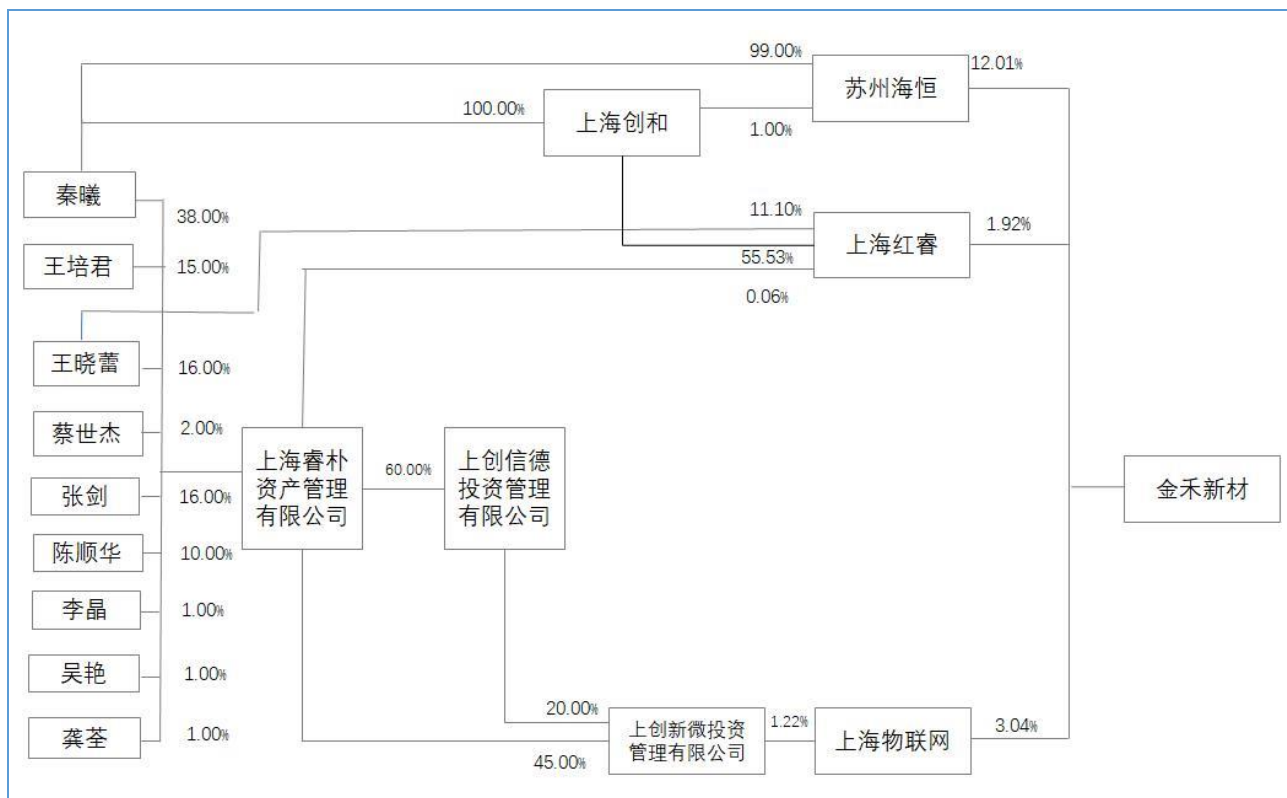 99.00%
12.01%
苏州海恒
100.00%
上海创和
1.00%
秦曦
38.00%
11.10%
上海红睿
1.92%
王培君
15.00%
55.53%
0.06%
王晓蕾
16.00%
蔡世杰
2.00%
上海睿朴
资产管理
有限公司
60.00%
上创信德
投资管理
有限公司
金禾新材
张剑
16.00%
陈顺华
10.00%
李晶
1.00%
吴艳
1.00%
龚荃
1.00%
20.00%
45.00%
上创新微投资
管理有限公司
1.22%
上海物联网
3.04%